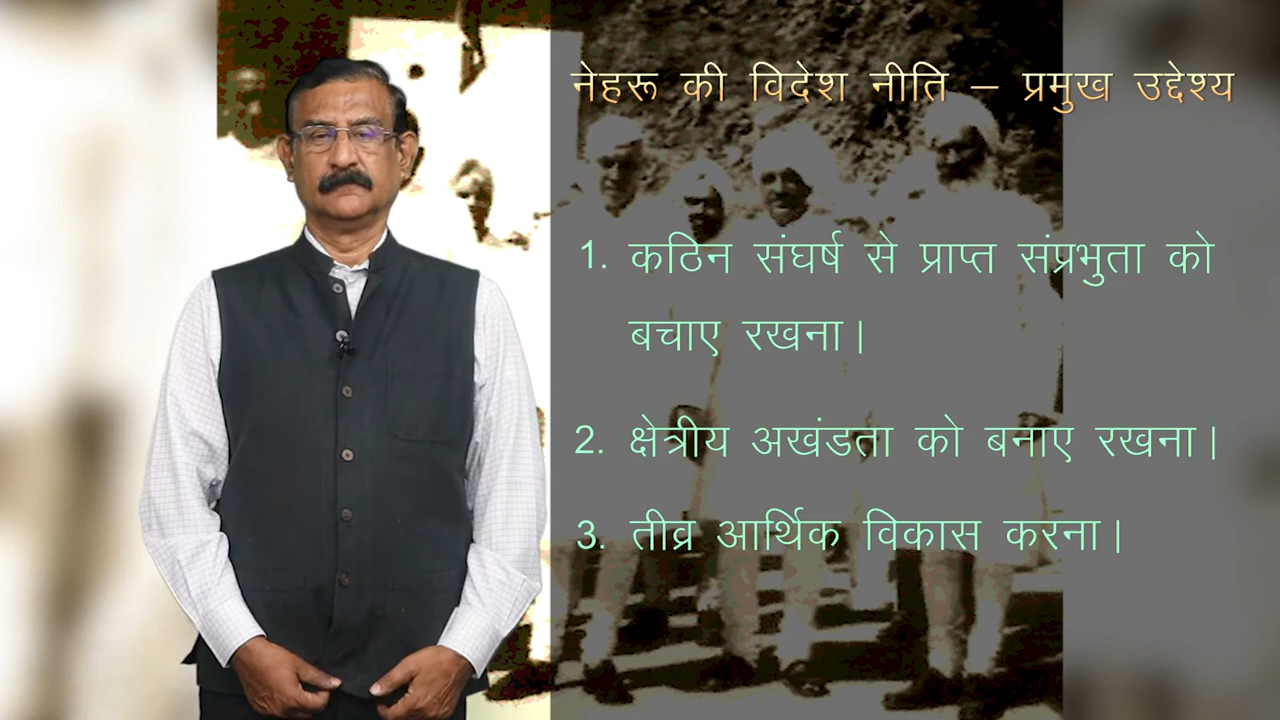 नेहरू की विदेश नीति – प्रमुख उद्देश्य
1. कठिन संघर्ष से प्राप्त संप्रभुता को
बचाए रखना।
2. क्षेत्रीय अखंडता को बनाए रखना।
3. तीव्र आर्थिक विकास करना।